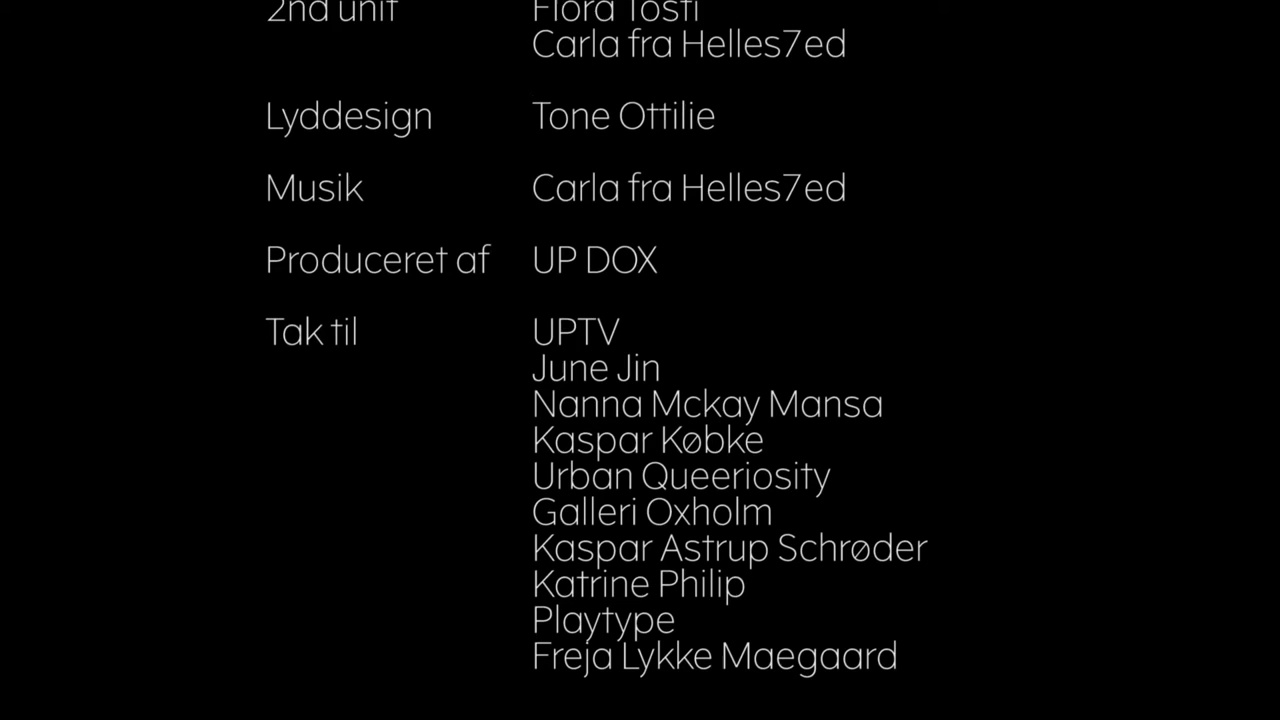 2nd unit Flora Tosti
Carla fra Helles7ed
Lyddesign Tone Ottilie
Musik Carla fra Helles7ed
Produceret af UP DOX
Tak til UPTV
June Jin
Nanna Mckay Mansa
Kaspar Købke
Urban Queeriosity
Galleri Oxholm
Kaspar Astrup Schrøder
Katrine Philip
Playtype
Freja Lykke Maegaard